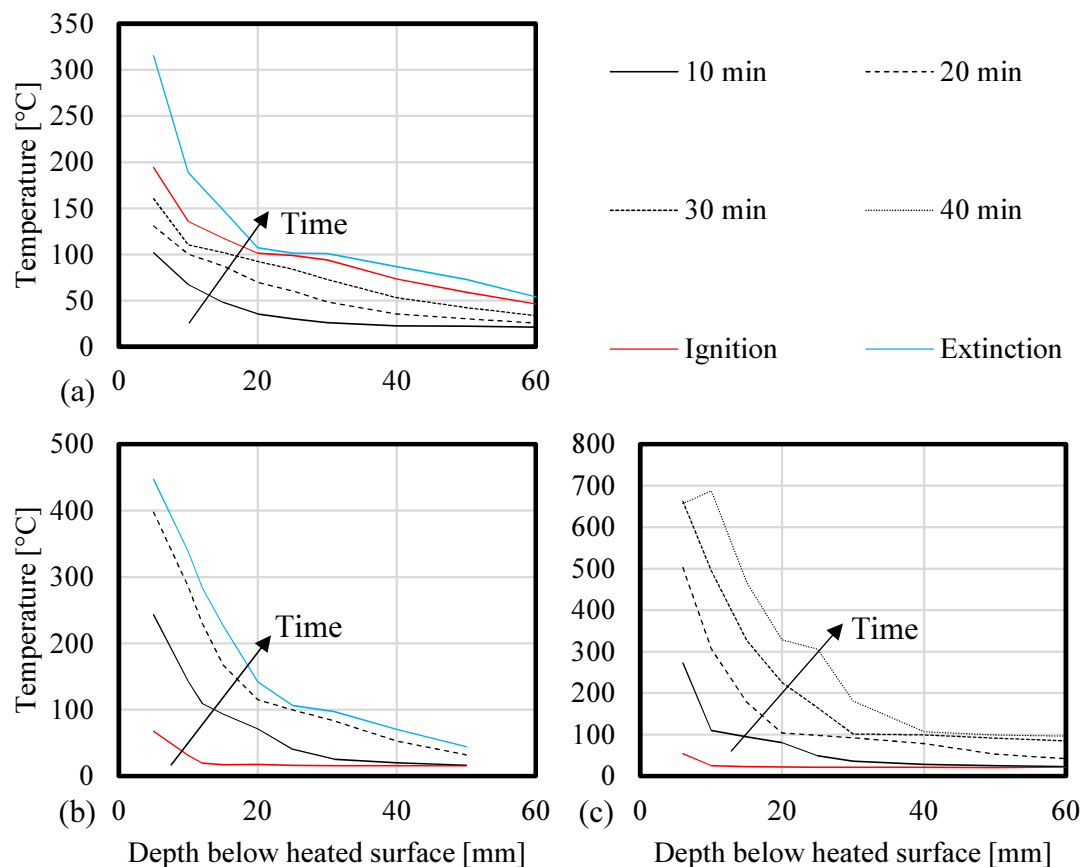 350
300
250
200
150
100
50
0
Temperature [°C]
Time
(a)
0 20 40 60
10 min
20 min
30 min
40 min
Ignition
Extinction
500
400
300
200
100
0
Temperature [°C]
Time
(b)
0 20 40 60
Depth below heated surface [mm]
800
700
600
500
400
300
200
100
0
Time
(c)
0 20 40 60
Depth below heated surface [mm]